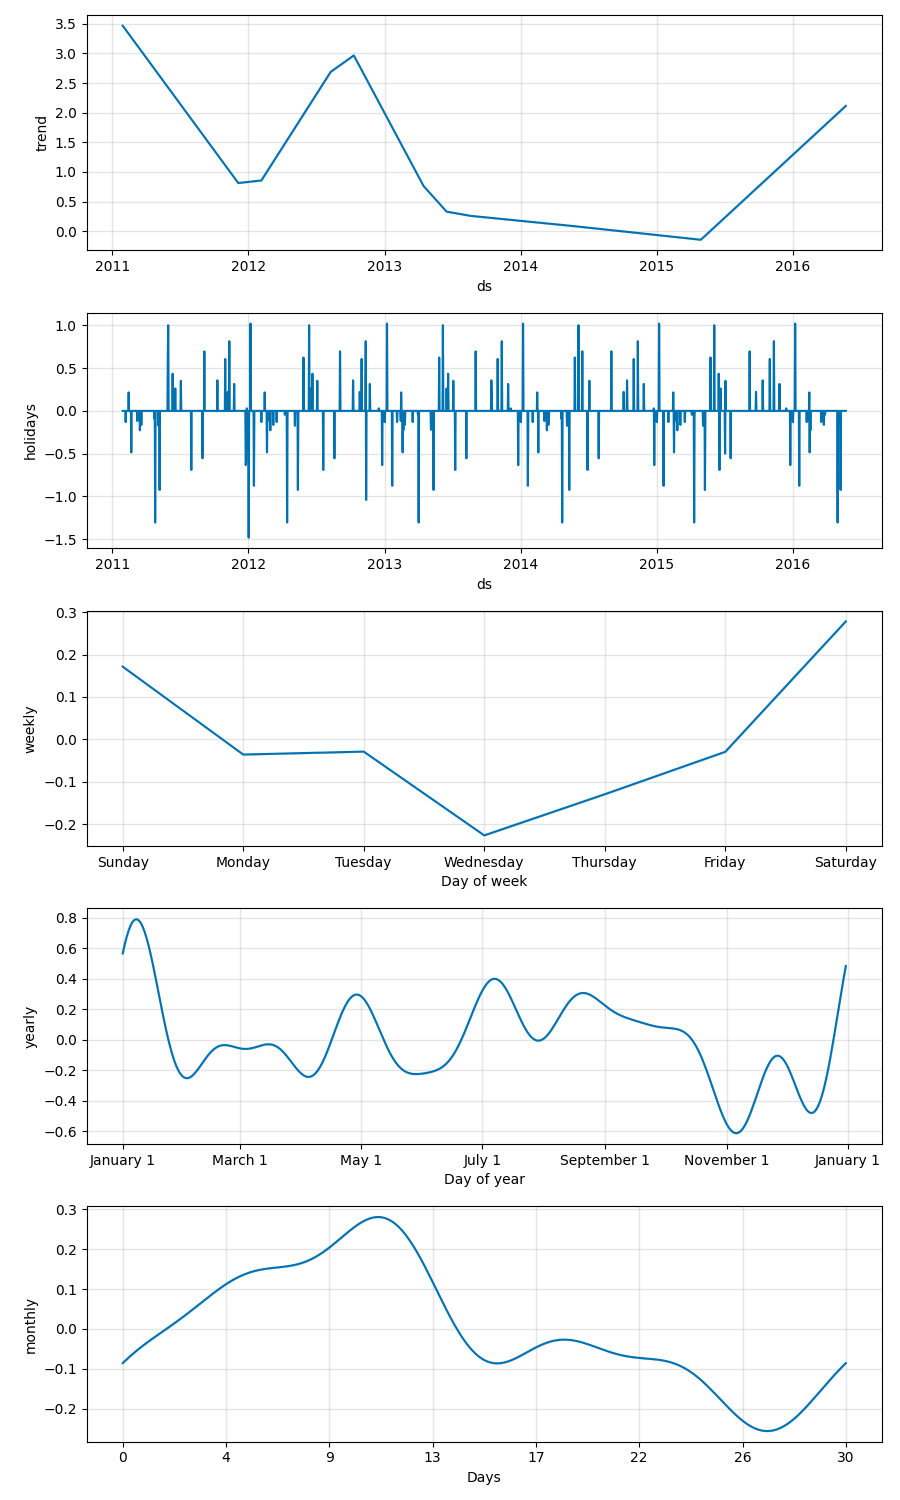 3.5
3.0
2.5
2.0
1.5
1.0
0.5
0.0
trend
2011 2012 2013 2014 2015 2016
ds
1.0
0.5
0.0
−0.5
−1.0
−1.5
holidays
2011 2012 2013 2014 2015 2016
ds
0.3
0.2
0.1
0.0
−0.1
−0.2
weekly
Sunday Monday Tuesday Wednesday Thursday Friday Saturday
Day of week
0.8
0.6
0.4
0.2
0.0
−0.2
−0.4
−0.6
yearly
January 1 March 1 May 1 July 1 September 1 November 1 January 1
Day of year
0.3
0.2
0.1
0.0
−0.1
−0.2
monthly
0 4 9 13 17 22 26 30
Days